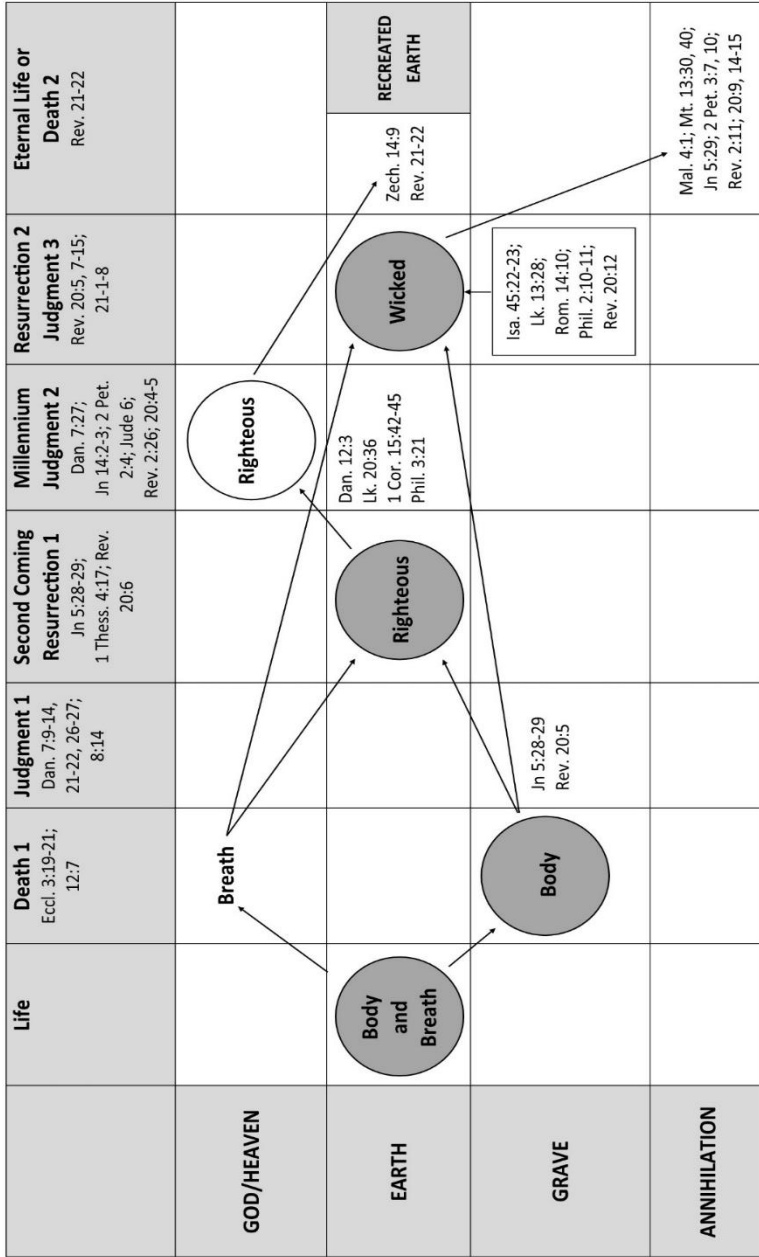 Life
Death 1
Eccl. 3:19-21;
12:7
Judgment 1
Dan. 7:9-14,
21-22, 26-27;
8:14
Second Coming
Resurrection 1
Jn 5:28-29;
1 Thess. 4:17; Rev.
20:6
Millennium
Judgment 2
Dan. 7:27;
Jn 14:2-3; 2 Pet.
2:4; Jude 6;
Rev. 2:26; 20:4-5
Resurrection 2
Judgment 3
Rev. 20:5, 7-15;
21-1-8
Eternal Life or
Death 2
Rev. 21-22
GOD/HEAVEN
Breath
Righteous
EARTH
Body
and
Breath
Righteous
Dan. 12:3
Lk. 20:36
1 Cor. 15:42-45
Phil. 3:21
Wicked
Zech. 14:9
Rev. 21-22
RECREATED
EARTH
GRAVE
Body
Jn 5:28-29
Rev. 20:5
Isa. 45:22-23;
Lk. 13:28;
Rom. 14:10;
Phil. 2:10-11;
Rev. 20:12
ANNIHILATION
Mal. 4:1; Mt. 13:30, 40;
Jn 5:29; 2 Pet. 3:7, 10;
Rev. 2:11; 20:9, 14-15